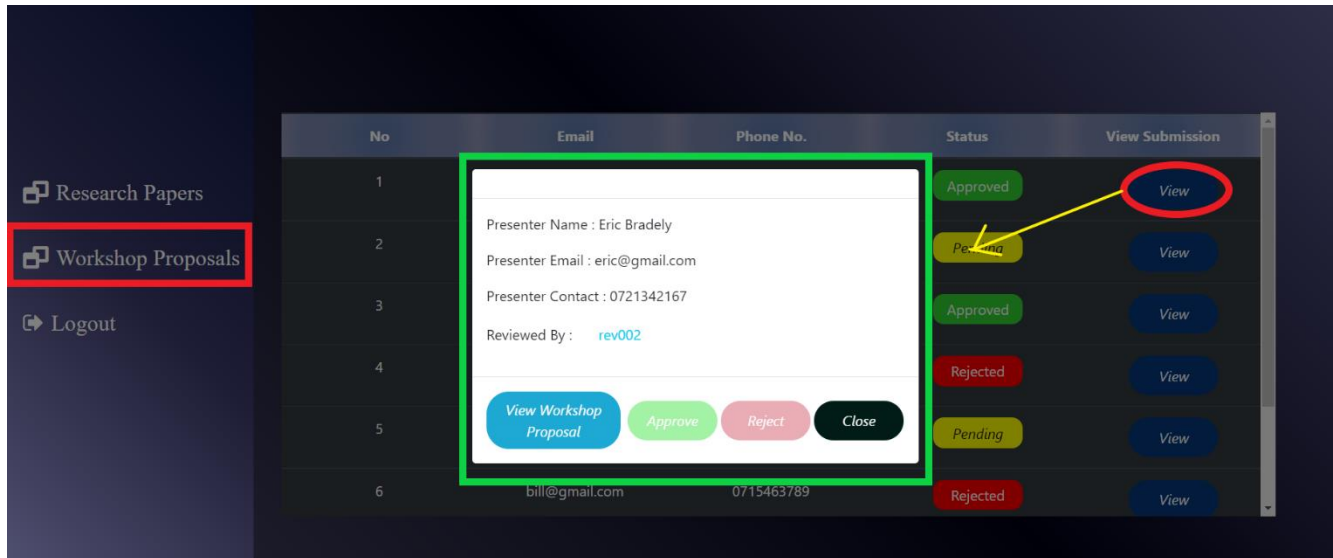 Research Papers
Workshop Proposals
Logout
No Email Phone No. Status View Submission
1 Approved View
2 Pending View
3 Approved View
4 Rejected View
5 Pending View
6 bill@gmail.com 0715463789 Rejected View
Presenter Name : Eric Bradely
Presenter Email : eric@gmail.com
Presenter Contact : 0721342167
Reviewed By : rev002
View Workshop
Proposal
Approve
Reject
Close